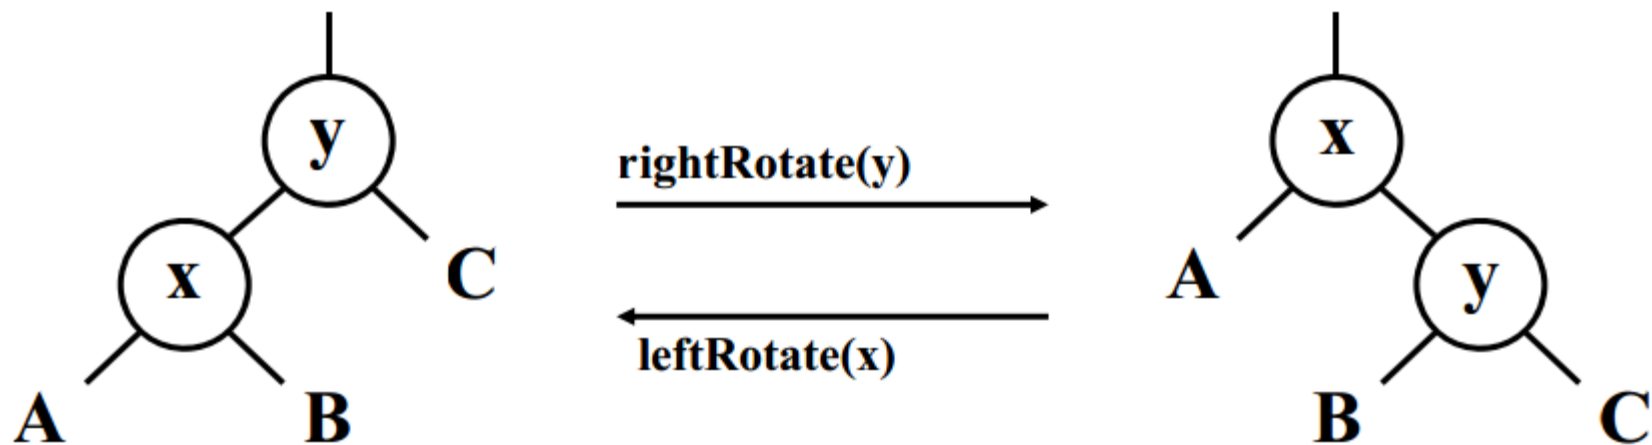 y
x
C
A
B
rightRotate(y)
leftRotate(x)
x
A
y
B
C